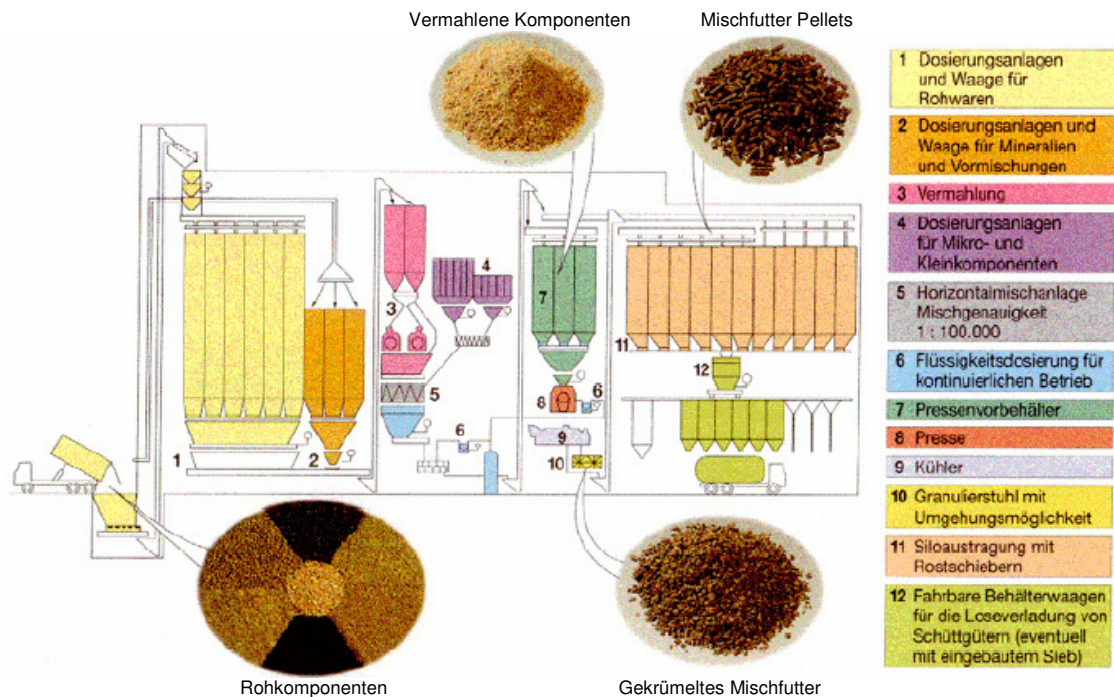 Vermahlene Komponenten
Mischfutter Pellets
1 Dosierungsanlagen
und Waage für
Rohwaren
2 Dosierungsanlagen und
Waage für Mineralien
und Vormischungen
3 Vermahlung
4 Dosierungsanlagen
für Mikro- und
Kleinkomponenten
5 Horizontalmischanlage
Mischgenauigkeit
1 : 100.000
6 Flüssigkeitsdosierung für
kontinuierlichen Betrieb
7 Pressenvorbehälter
8 Presse
9 Kühler
10 Granulierstuhl mit
Umgehungsmöglichkeit
11 Siloaustragung mit
Rostschiebern
12 Fahrbare Behälterwaagen
für die Loseverladung von
Schüttgütern (eventuell
mit eingebautem Sieb)
4
3
7
11
12
5
8
6
6
9
1
2
10
Rohkomponenten
Gekrümeltes Mischfutter